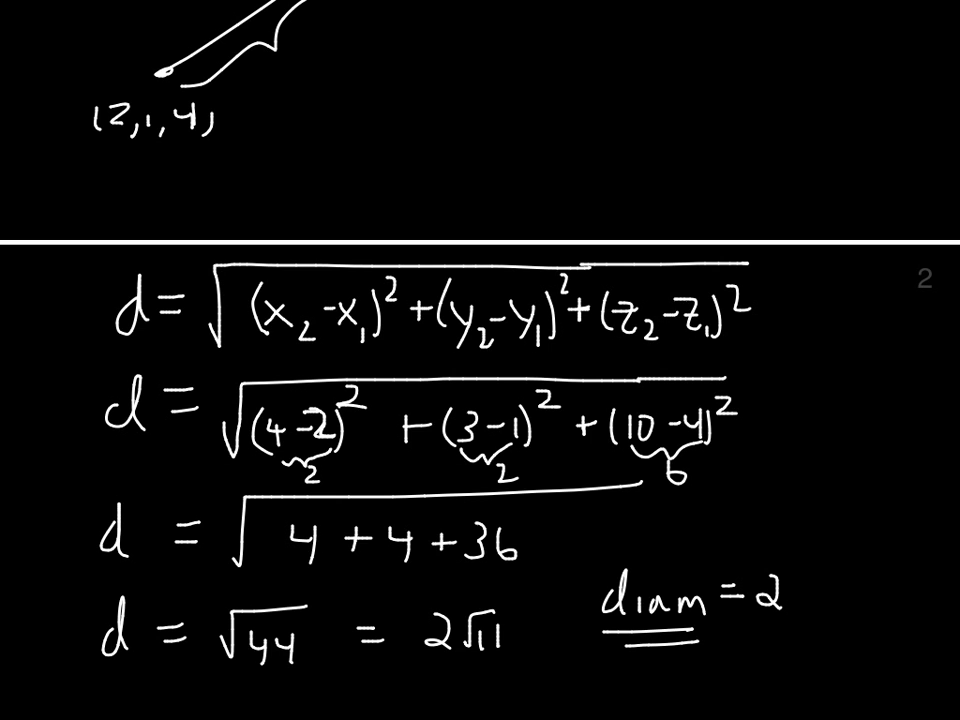 (2,1,4)
2
d = √(x₂-x₁)² + (y₂-y₁)² + (z₂-z₁)²
d = √(4-2)² + (3-1)² + (10-4)²
2 2 6
d = √4 + 4 + 36
d = √44 = 2√11 diam = 2